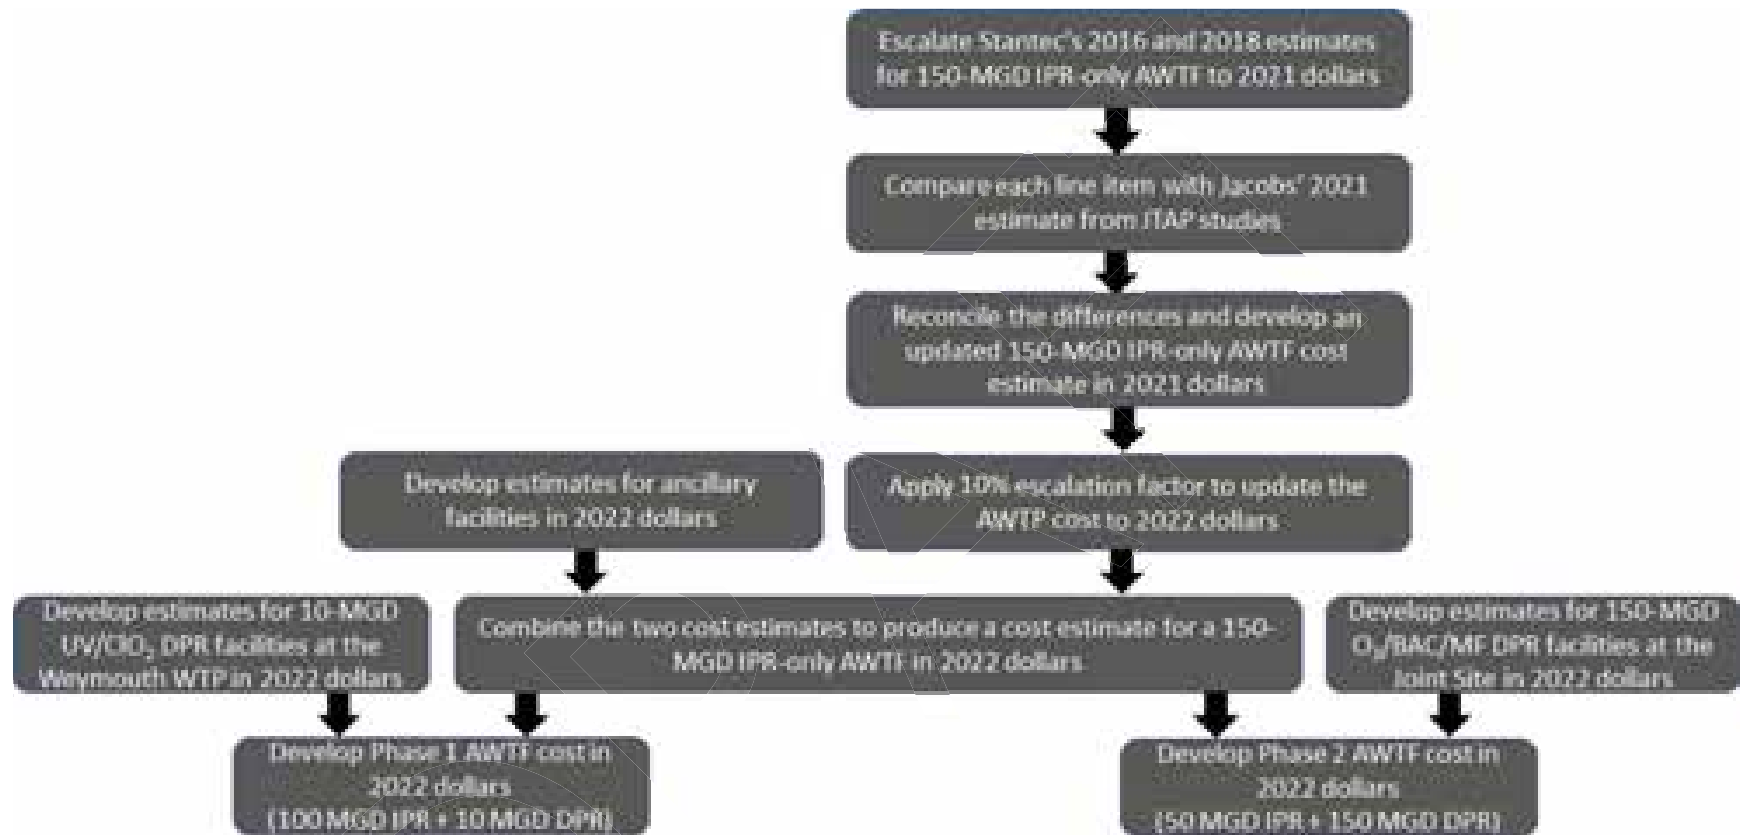 Escalate Stantec's 2016 and 2018 estimates
for 150-MGD IPR-only AWTF to 2021 dollars
Compare each line item with Jacobs' 2021
estimate from JTAP studies
Reconcile the differences and develop an
updated 150-MGD IPR-only AWTF cost
estimate in 2021 dollars
Develop estimates for ancillary
facilities in 2022 dollars
Apply 10% escalation factor to update the
AWTP cost to 2022 dollars
Develop estimates for 10-MGD
UV/ClO₂ DPR facilities at the
Weymouth WTP in 2022 dollars
Combine the two cost estimates to produce a cost estimate for a 150-
MGD IPR-only AWTF in 2022 dollars
Develop estimates for 150-MGD
O₃/BAC/MF DPR facilities at the
Joint Site in 2022 dollars
Develop Phase 1 AWTF cost in
2022 dollars
(100 MGD IPR + 10 MGD DPR)
Develop Phase 2 AWTF cost in
2022 dollars
(50 MGD IPR + 150 MGD DPR)